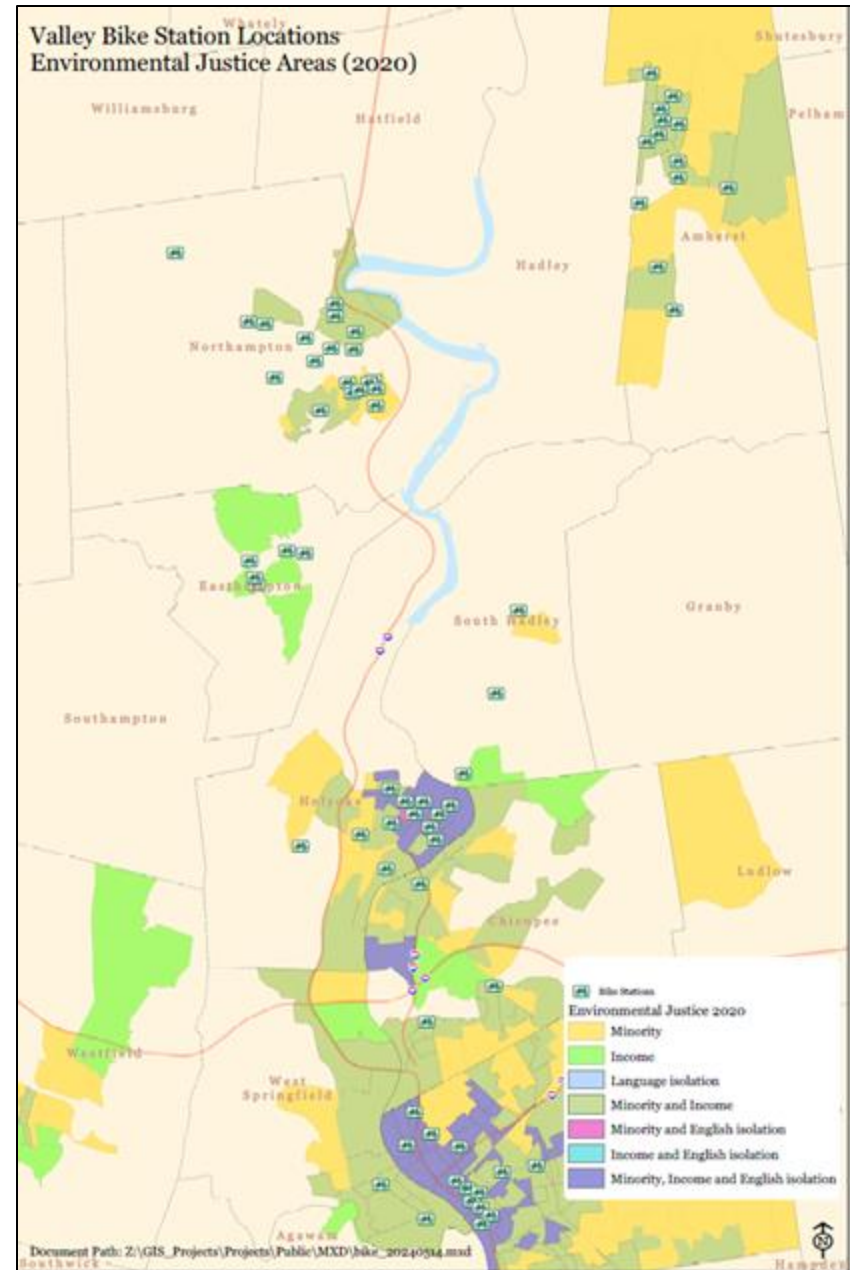 Whately
Valley Bike Station Locations
Environmental Justice Areas (2020)
Shutesbury
Williamsburg
Hatfield
Pelham
Amherst
Hadley
Northampton
Easthampton
South Hadley
Granby
Southampton
Holyoke
Ludlow
Chicopee
Bike Stations
Environmental Justice 2020
Minority
Income
Language isolation
Minority and Income
Minority and English isolation
Income and English isolation
Minority, Income and English isolation
Westfield
West
Springfield
Agawam
Document Path: Z:\GIS_Projects\Projects\Public\MXD\bike_20240514.mxd
Southwick
Hampden
N